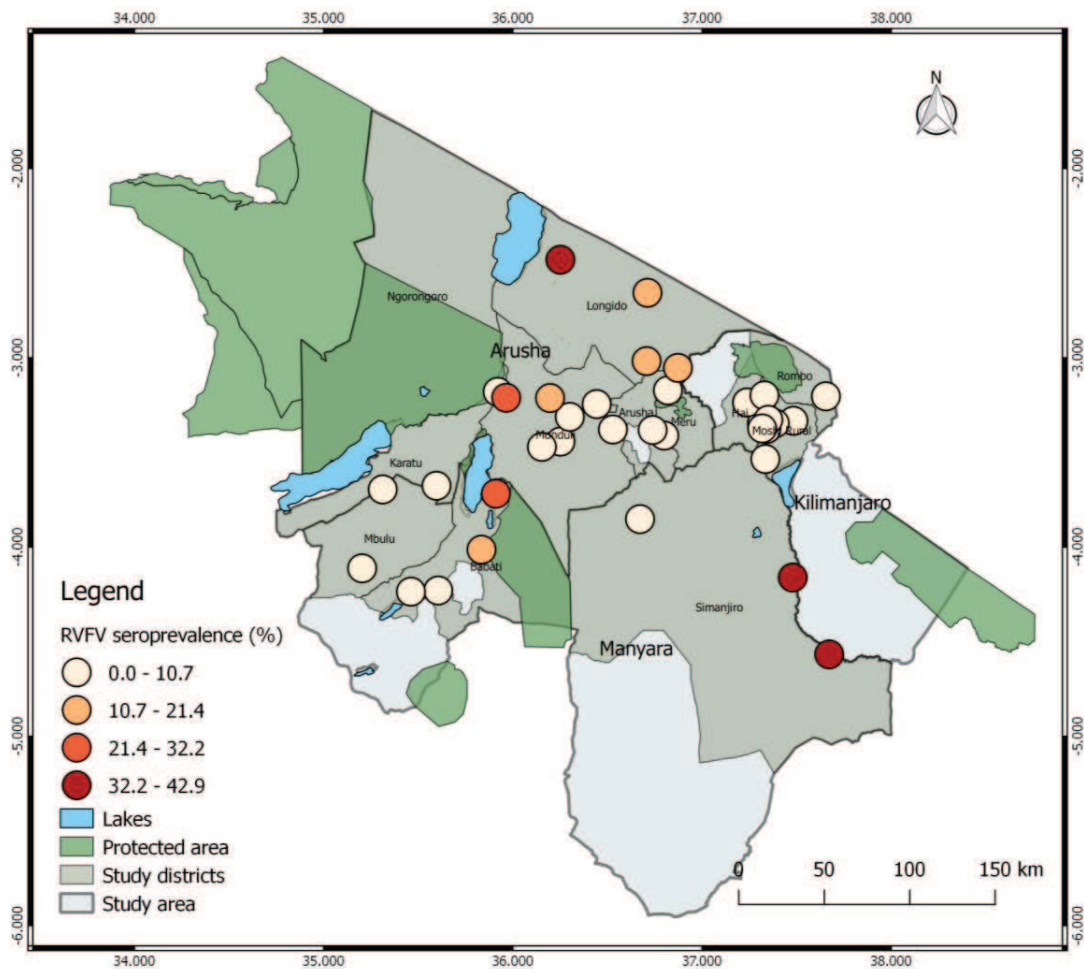 34.000 35.000 36.000 37.000 38.000
N
-2.000 -2.000
Ngorongoro
Longido
-3.000 Arusha -3.000
Rombo
Arusha Hai
Meru
Monduli Moshi Rural
Karatu
Kilimanjaro
Mbulu
-4.000 -4.000
Babati
Legend
Simanjiro
RVFV seroprevalence (%)
Manyara
0.0 - 10.7
10.7 - 21.4
-5.000 -5.000
21.4 - 32.2
32.2 - 42.9
Lakes
Protected area
0 50 100 150 km
Study districts
Study area
-6.000 -6.000
34.000 35.000 36.000 37.000 38.000